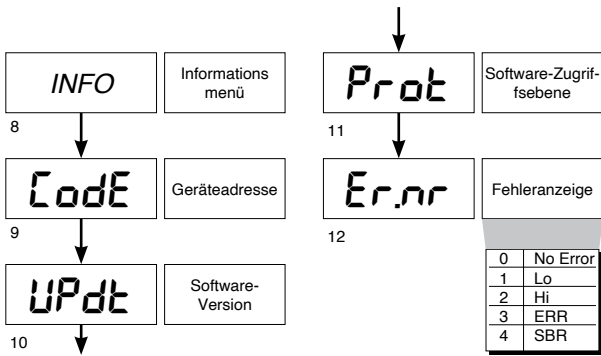 INFO
Informations
menü
8
CodE
Geräteadresse
9
UPdt
Software-
Version
10
Prot
Software-Zugrif-
fsebene
11
Er.nr
Fehleranzeige
12
0 No Error
1 Lo
2 Hi
3 ERR
4 SBR